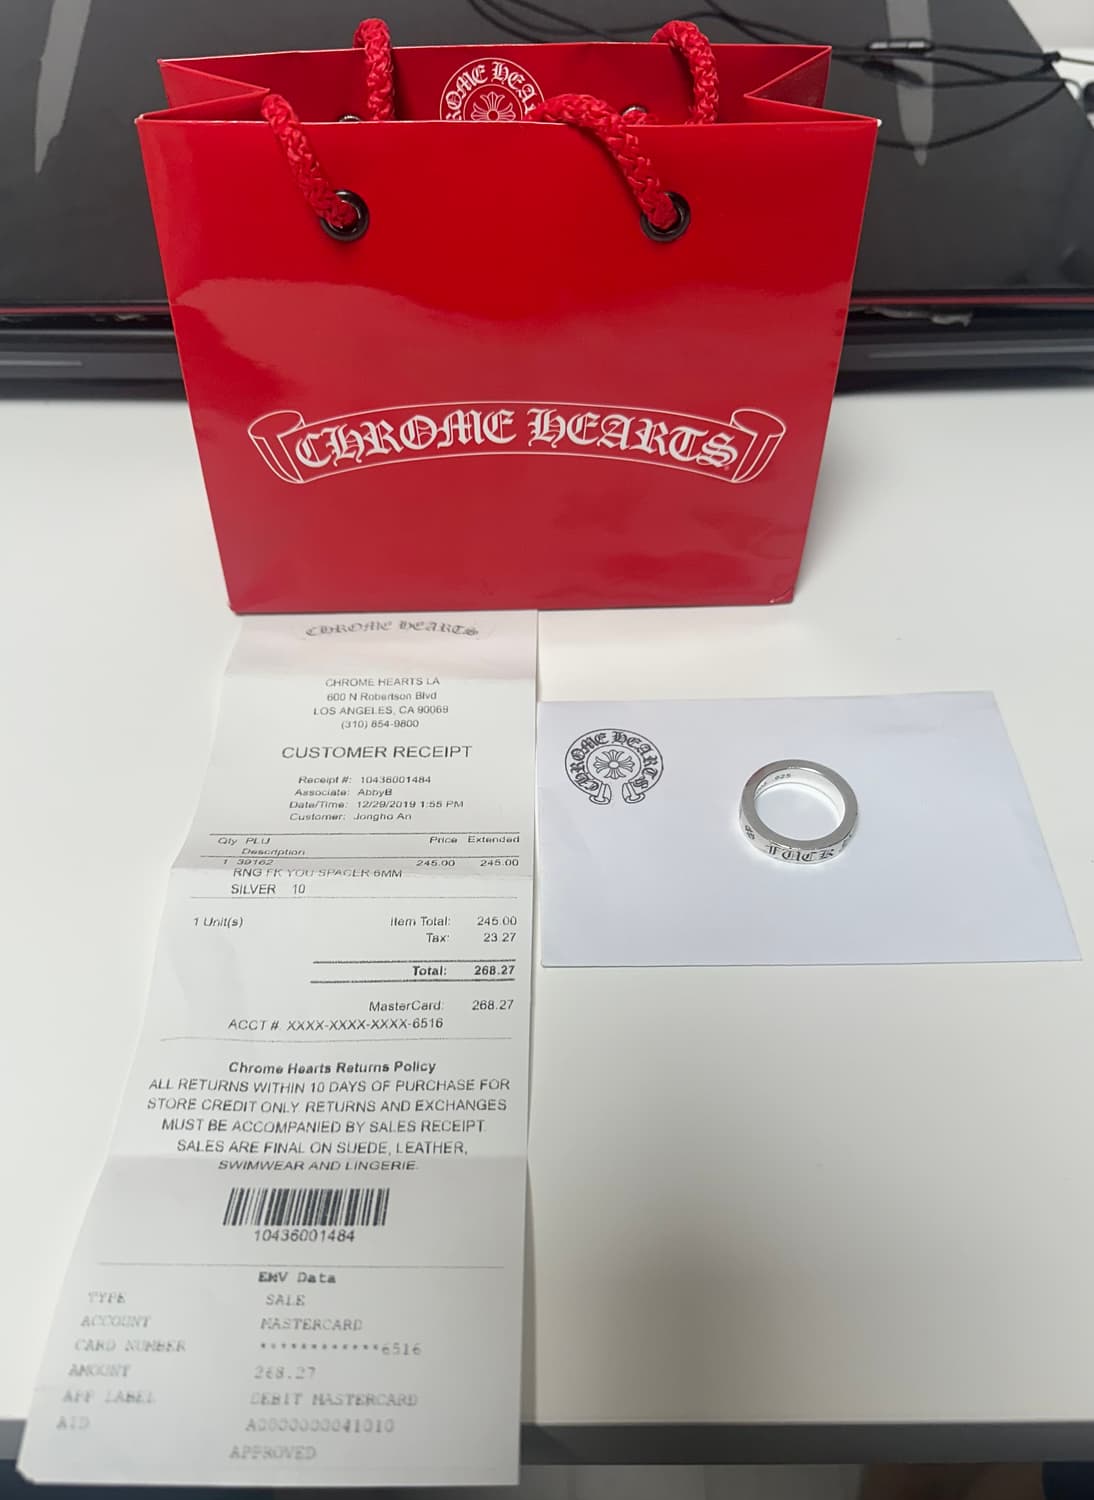 CHROME HEARTS
CHROME HEARTS
CHROME HEARTS LA
600 N Robertson Blvd
LOS ANGELES, CA 90069
(310) 854-9800
CUSTOMER RECEIPT
Receipt #: 10436001484
Associate: AbbyB
Date/Time: 12/29/2019 1:55 PM
Customer: Jongho An
Qty PLU Price Extended
Description
1 39162 245.00 245.00
RNG FK YOU SPACER 6MM
SILVER 10
1 Unit(s) Item Total: 245.00
Tax: 23.27
Total: 268.27
MasterCard: 268.27
ACCT #. XXXX-XXXX-XXXX-6516
Chrome Hearts Returns Policy
ALL RETURNS WITHIN 10 DAYS OF PURCHASE FOR
STORE CREDIT ONLY. RETURNS AND EXCHANGES
MUST BE ACCOMPANIED BY SALES RECEIPT.
SALES ARE FINAL ON SUEDE, LEATHER,
SWIMWEAR AND LINGERIE.
10436001484
EMV Data
TYPE SALE
ACCOUNT MASTERCARD
CARD NUMBER ************6516
AMOUNT 268.27
APP LABEL DEBIT MASTERCARD
AID A0000000041010
APPROVED
CHROME HEARTS
925
FUCK